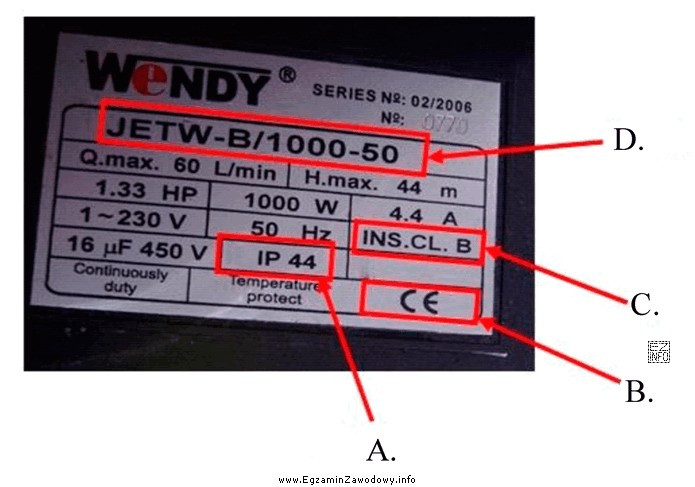 WeNDY ®
SERIES Nº: 02/2006
Nº: 0770
JETW-B/1000-50
D.
Q.max. 60 L/min H.max. 44 m
1.33 HP 1000 W 4.4 A
1~230 V 50 Hz INS.CL. B
16 µF 450 V IP 44
C.
Continuously duty Temperature protect CE
EZ
INFO
B.
A.
www.EgzaminZawodowy.info